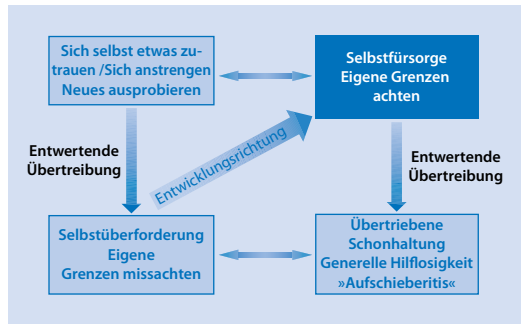 Sich selbst etwas zu-
trauen /Sich anstrengen
Neues ausprobieren
Selbstfürsorge
Eigene Grenzen
achten
Entwertende
Übertreibung
Entwicklungsrichtung
Entwertende
Übertreibung
Selbstüberforderung
Eigene
Grenzen missachten
Übertriebene
Schonhaltung
Generelle Hilflosigkeit
»Aufschieberitis«